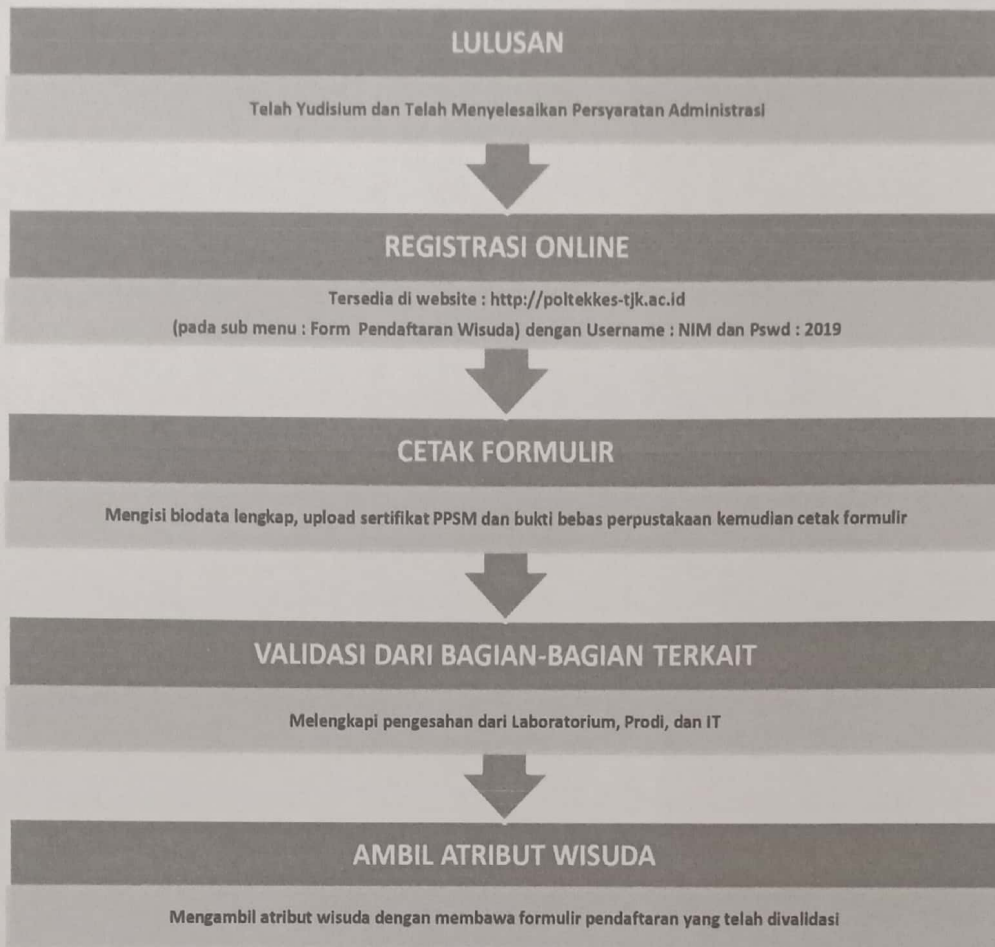 LULUSAN
Telah Yudisium dan Telah Menyelesaikan Persyaratan Administrasi
REGISTRASI ONLINE
Tersedia di website : http://poltekkes-tjk.ac.id
(pada sub menu : Form Pendaftaran Wisuda) dengan Username : NIM dan Pswd : 2019
CETAK FORMULIR
Mengisi biodata lengkap, upload sertifikat PPSM dan bukti bebas perpustakaan kemudian cetak formulir
VALIDASI DARI BAGIAN-BAGIAN TERKAIT
Melengkapi pengesahan dari Laboratorium, Prodi, dan IT
AMBIL ATRIBUT WISUDA
Mengambil atribut wisuda dengan membawa formulir pendaftaran yang telah divalidasi